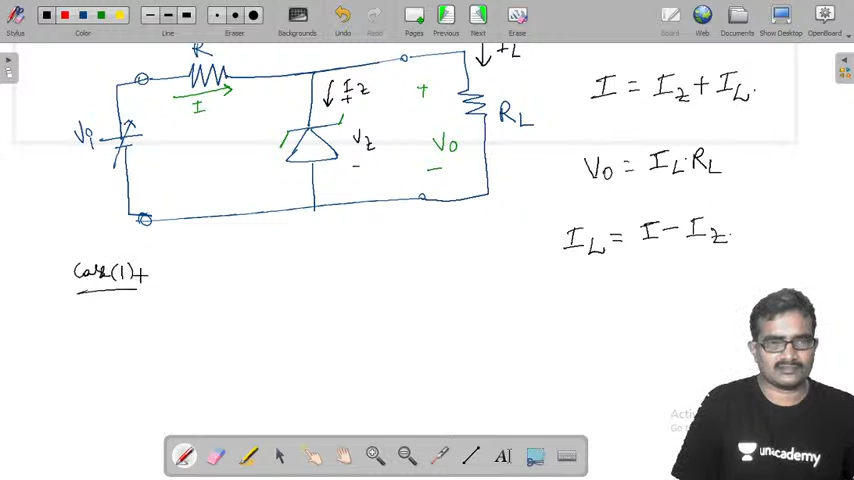 Stylus
Color
Line
Eraser
Backgrounds
Undo
Redo
Pages
Previous
Next
Erase
Board
Web
Documents
Show Desktop
OpenBoard
R
I
Vi
Iz
+
Vz
-
+
Vo
-
IL
RL
I = Iz + IL.
Vo = IL.RL
IL = I - Iz.
Case(1)
unacademy